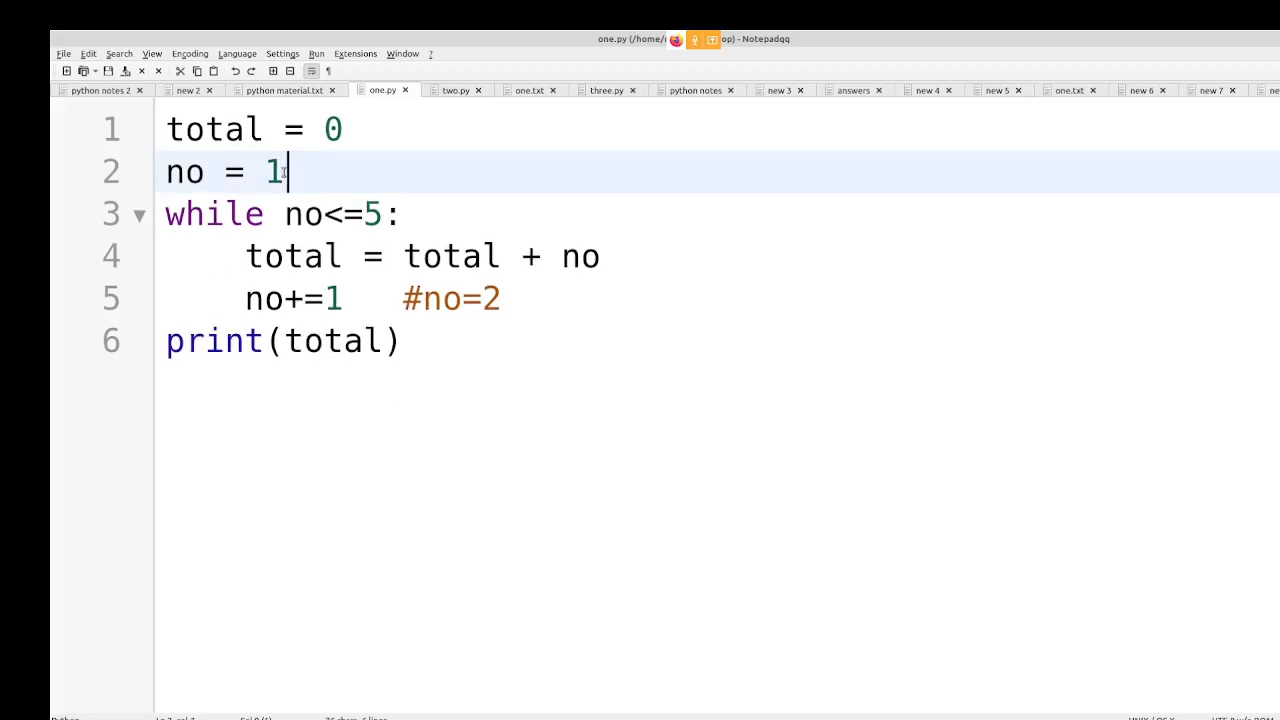 one.py (/home/ op) - Notepadqq
File Edit Search View Encoding Language Settings Run Extensions Window ?
python notes 2 new 2 python material.txt one.py two.py one.txt three.py python notes new 3 answers new 4 new 5 one.txt new 6 new 7
1 total = 0
2 no = 1
3 while no<=5:
4 total = total + no
5 no+=1 #no=2
6 print(total)